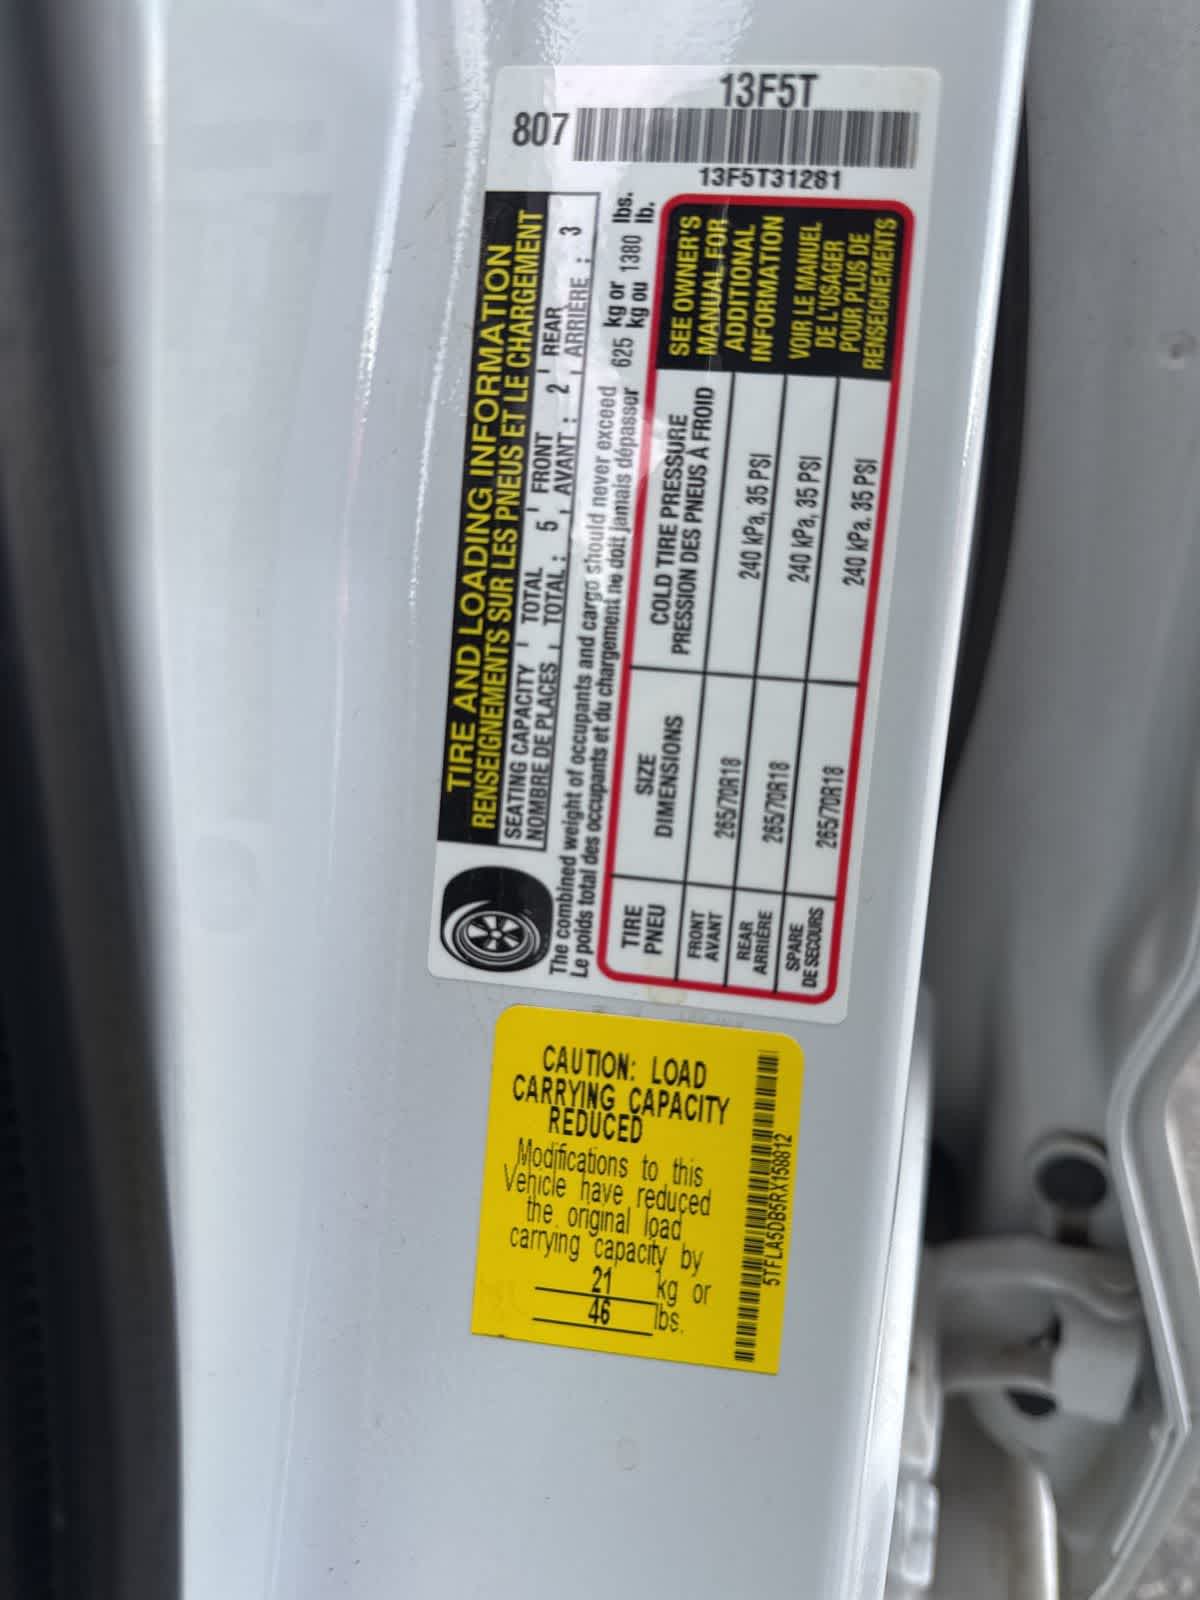 13F5T
807
13F5T31281
TIRE AND LOADING INFORMATION
RENSEIGNEMENTS SUR LES PNEUS ET LE CHARGEMENT
SEATING CAPACITY TOTAL 5 FRONT 2 REAR 3
NOMBRE DE PLACES TOTAL : AVANT : ARRIÈRE :
The combined weight of occupants and cargo should never exceed 625 kg or 1380 lbs.
Le poids total des occupants et du chargement ne doit jamais dépasser kg ou lb.
TIRE SIZE COLD TIRE PRESSURE
PNEU DIMENSIONS PRESSION DES PNEUS À FROID
FRONT
AVANT 265/70R18 240 kPa, 35 PSI
REAR
ARRIÈRE 265/70R18 240 kPa, 35 PSI
SPARE
DE SECOURS 265/70R18 240 kPa. 35 PSI
SEE OWNER'S
MANUAL FOR
ADDITIONAL
INFORMATION
VOIR LE MANUEL
DE L'USAGER
POUR PLUS DE
RENSEIGNEMENTS
CAUTION: LOAD
CARRYING CAPACITY
REDUCED
Modifications to this
Vehicle have reduced
the original load
carrying capacity by
21 kg or
46 lbs.
5TFLA5DB5RX158812